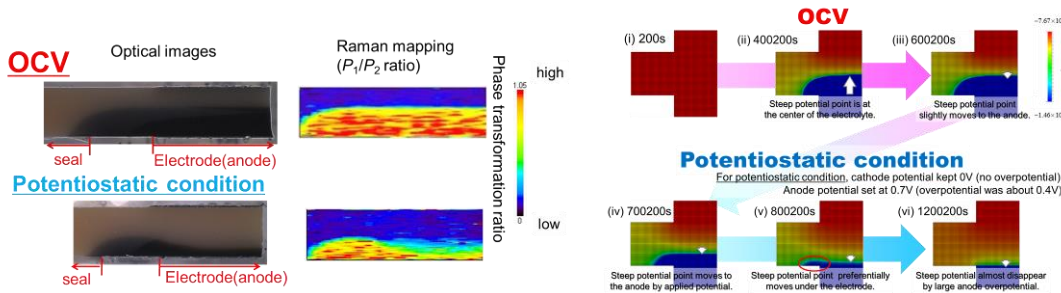 OCV
Optical images
Raman mapping
(P1/P2 ratio)
Phase transformation ratio
1.05
0
high
low
seal
Electrode(anode)
Potentiostatic condition
seal
Electrode(anode)
OCV
(i) 200s
(ii) 400200s
(iii) 600200s
Steep potential point is at
the center of the electrolyte.
Steep potential point
slightly moves to the anode.
Potentiostatic condition
For potentiostatic condition, cathode potential kept 0V (no overpotential)
Anode potential set at 0.7V (overpotential was about 0.4V)
(iv) 700200s
(v) 800200s
(vi) 1200200s
Steep potential point moves to
the anode by applied potential.
Steep potential point preferentially
moves under the electrode.
Steep potential point almost disappear
by large anode overpotential.